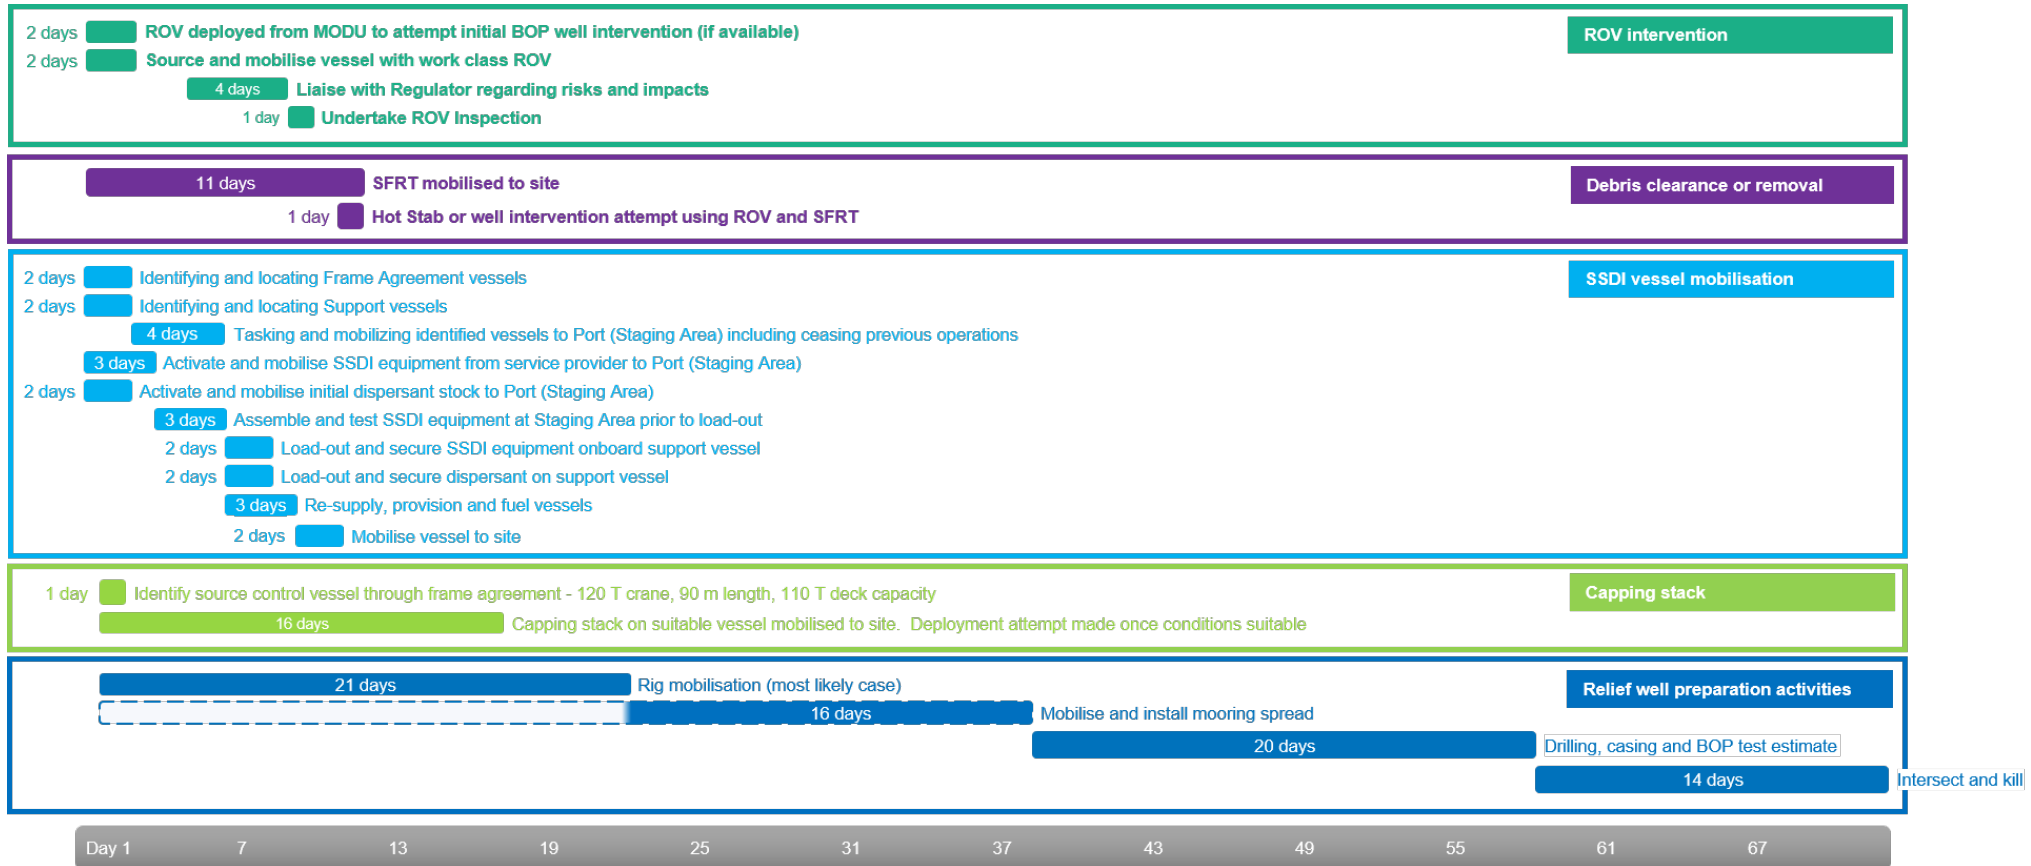 2 days ROV deployed from MODU to attempt initial BOP well intervention (if available)
ROV intervention
2 days Source and mobilise vessel with work class ROV
4 days Liaise with Regulator regarding risks and impacts
1 day Undertake ROV Inspection
11 days SFRT mobilised to site
Debris clearance or removal
1 day Hot Stab or well intervention attempt using ROV and SFRT
2 days Identifying and locating Frame Agreement vessels
SSDI vessel mobilisation
2 days Identifying and locating Support vessels
4 days Tasking and mobilizing identified vessels to Port (Staging Area) including ceasing previous operations
3 days Activate and mobilise SSDI equipment from service provider to Port (Staging Area)
2 days Activate and mobilise initial dispersant stock to Port (Staging Area)
3 days Assemble and test SSDI equipment at Staging Area prior to load-out
2 days Load-out and secure SSDI equipment onboard support vessel
2 days Load-out and secure dispersant on support vessel
3 days Re-supply, provision and fuel vessels
2 days Mobilise vessel to site
1 day Identify source control vessel through frame agreement - 120 T crane, 90 m length, 110 T deck capacity
Capping stack
16 days Capping stack on suitable vessel mobilised to site. Deployment attempt made once conditions suitable
21 days Rig mobilisation (most likely case)
Relief well preparation activities
16 days Mobilise and install mooring spread
20 days Drilling, casing and BOP test estimate
14 days Intersect and kill
Day 1 7 13 19 25 31 37 43 49 55 61 67